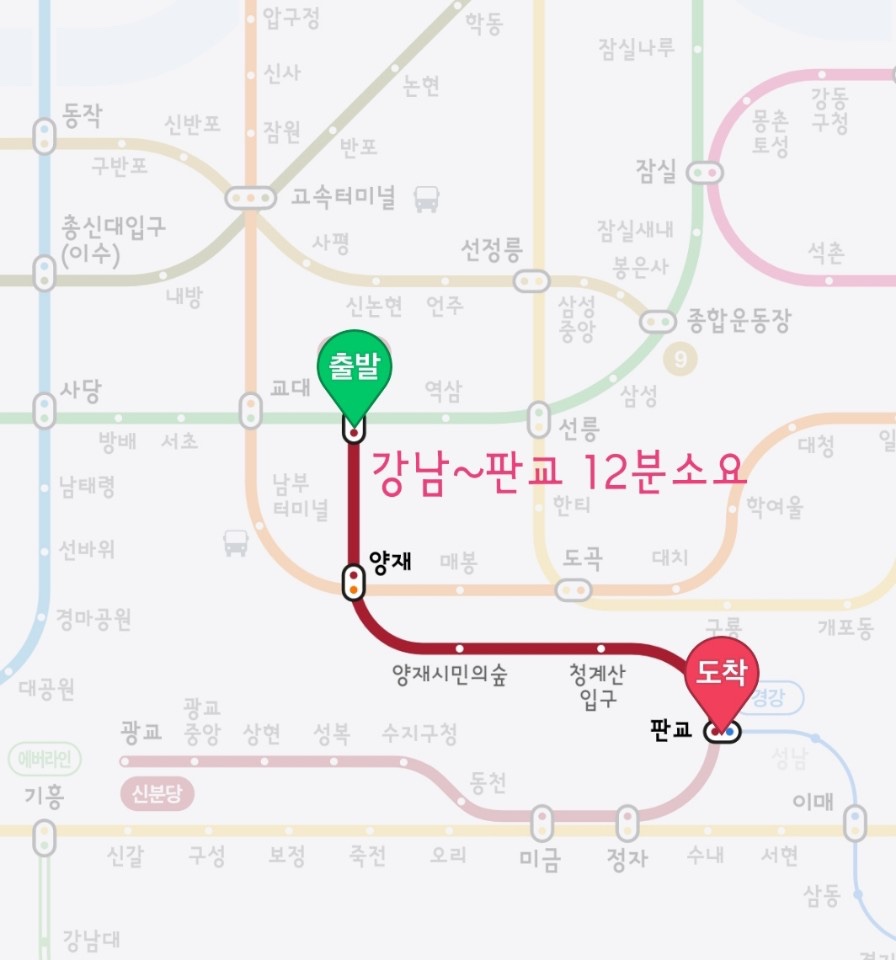 압구정
학동
잠실나루
신사
논현
강동
구청
동작
신반포
잠원
몽촌
토성
구반포
반포
잠실
고속터미널
총신대입구
(이수)
사평
선정릉
잠실새내
석촌
내방
신논현
언주
삼성
중앙
봉은사
종합운동장
9
출발
사당
교대
역삼
삼성
방배
서초
선릉
대청
일
강남~판교 12분소요
남태령
남부
터미널
한티
학여울
선바위
양재
매봉
도곡
대치
경마공원
구룡
개포동
양재시민의숲
청계산
입구
도착
대공원
경강
광교
광교
중앙
상현
성복
수지구청
판교
에버라인
성남
신분당
동천
기흥
이매
신갈
구성
보정
죽전
오리
미금
정자
수내
서현
삼동
강남대